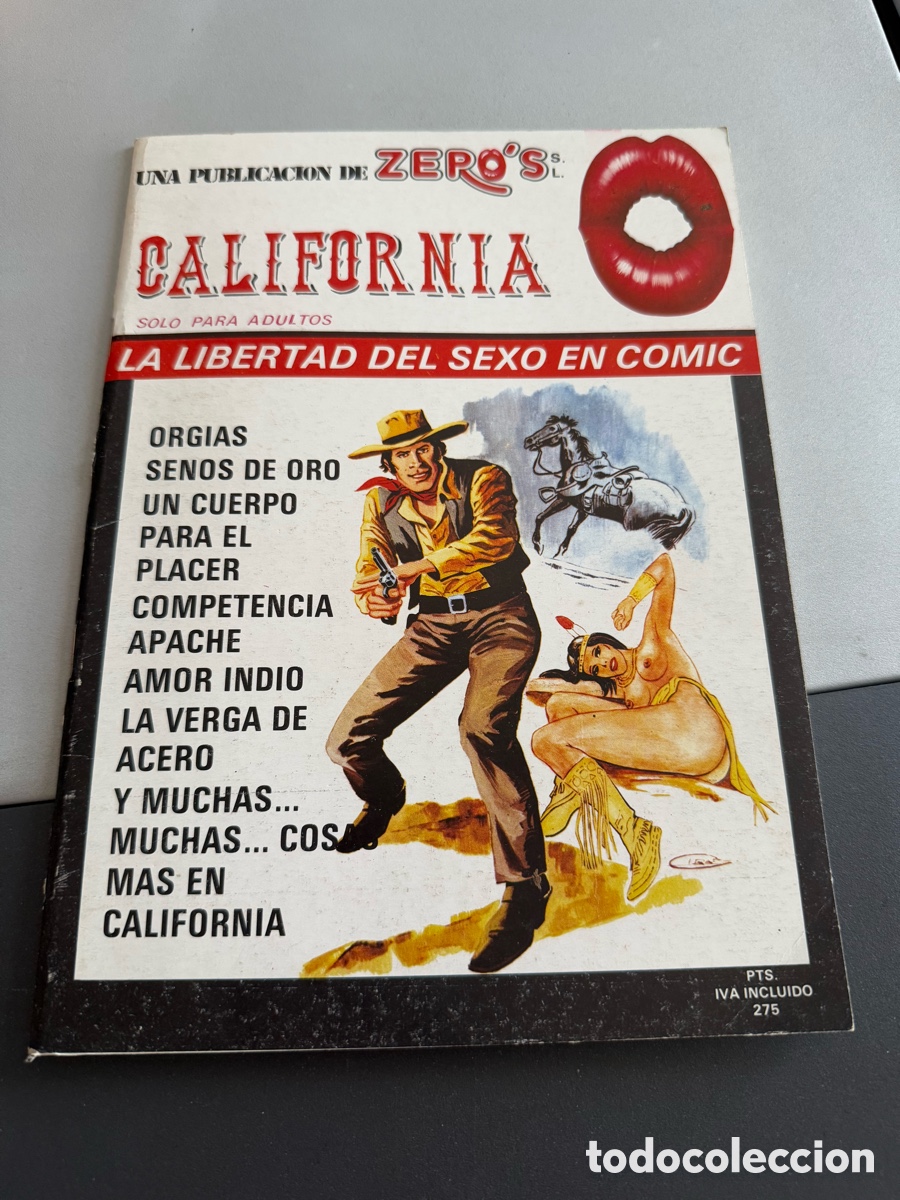 UNA PUBLICACION DE ZERO'S S.L.
CALIFORNIA
SOLO PARA ADULTOS
LA LIBERTAD DEL SEXO EN COMIC
ORGIAS
SENOS DE ORO
UN CUERPO
PARA EL
PLACER
COMPETENCIA
APACHE
AMOR INDIO
LA VERGA DE
ACERO
Y MUCHAS...
MUCHAS... COSAS
MAS EN
CALIFORNIA
PTS.
IVA INCLUIDO
275
todocoleccion